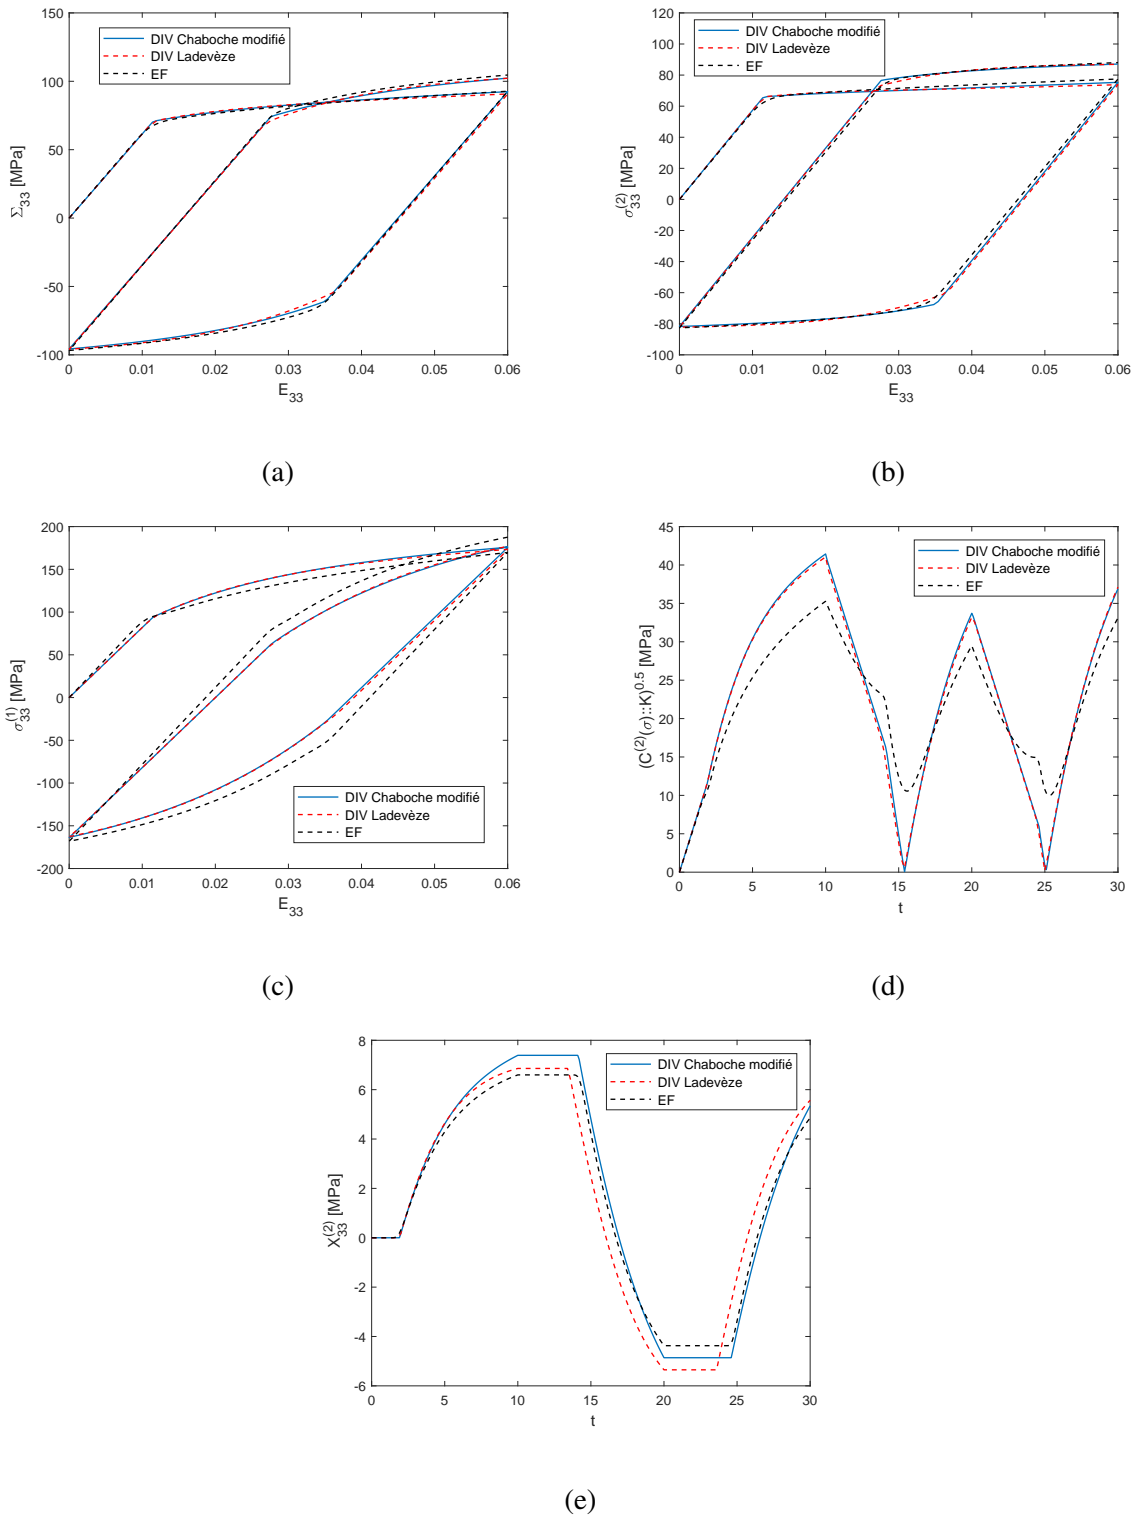 150
100
50
0
-50
-100
Σ33 [MPa]
DIV Chaboche modifié
DIV Ladevèze
EF
0 0.01 0.02 0.03 0.04 0.05 0.06
E33
(a)
120
100
80
60
40
20
0
-20
-40
-60
-80
-100
σ33(2) [MPa]
DIV Chaboche modifié
DIV Ladevèze
EF
0 0.01 0.02 0.03 0.04 0.05 0.06
E33
(b)
200
150
100
50
0
-50
-100
-150
-200
σ33(1) [MPa]
DIV Chaboche modifié
DIV Ladevèze
EF
0 0.01 0.02 0.03 0.04 0.05 0.06
E33
(c)
45
40
35
30
25
20
15
10
5
0
(C(2)(σ)::K)0.5 [MPa]
DIV Chaboche modifié
DIV Ladevèze
EF
0 5 10 15 20 25 30
t
(d)
8
6
4
2
0
-2
-4
-6
X33(2) [MPa]
DIV Chaboche modifié
DIV Ladevèze
EF
0 5 10 15 20 25 30
t
(e)